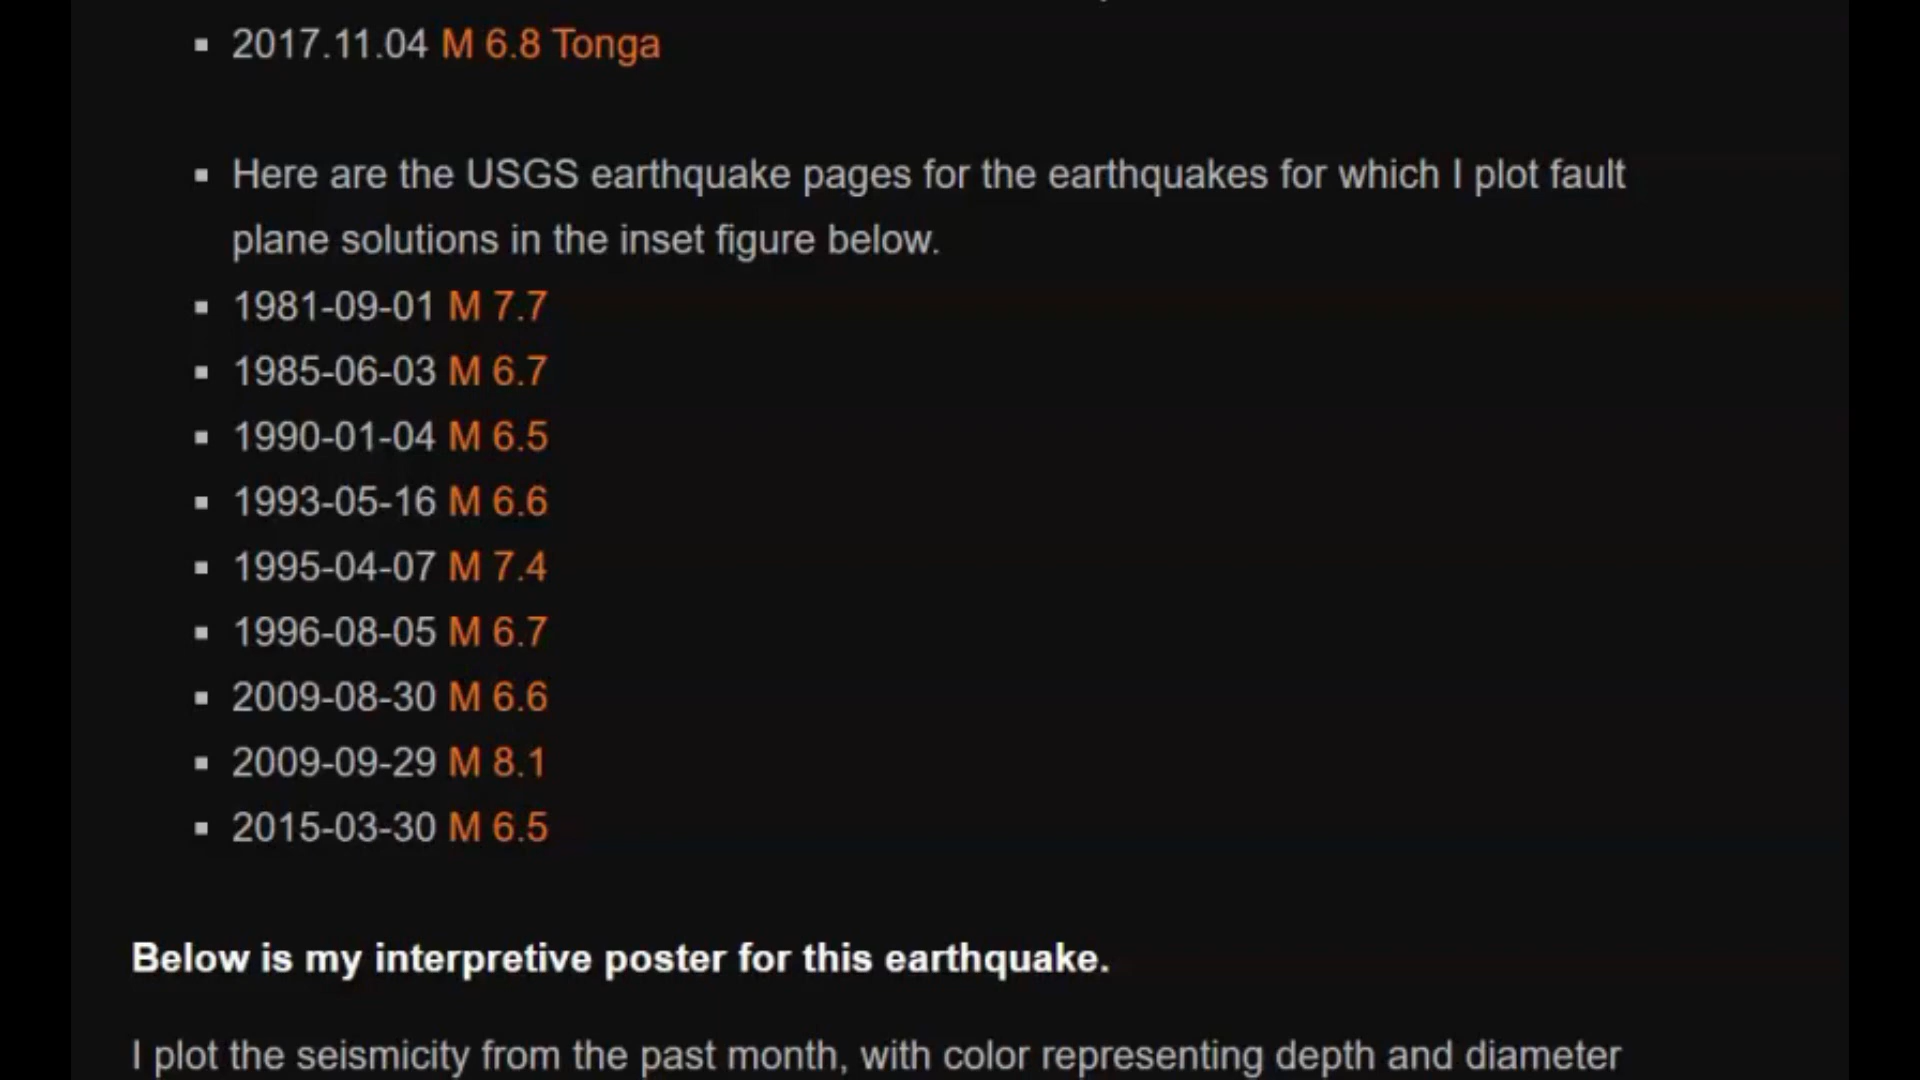 2017.11.04 M 6.8 Tonga
Here are the USGS earthquake pages for the earthquakes for which I plot fault
plane solutions in the inset figure below.
1981-09-01 M 7.7
1985-06-03 M 6.7
1990-01-04 M 6.5
1993-05-16 M 6.6
1995-04-07 M 7.4
1996-08-05 M 6.7
2009-08-30 M 6.6
2009-09-29 M 8.1
2015-03-30 M 6.5
Below is my interpretive poster for this earthquake.
I plot the seismicity from the past month, with color representing depth and diameter